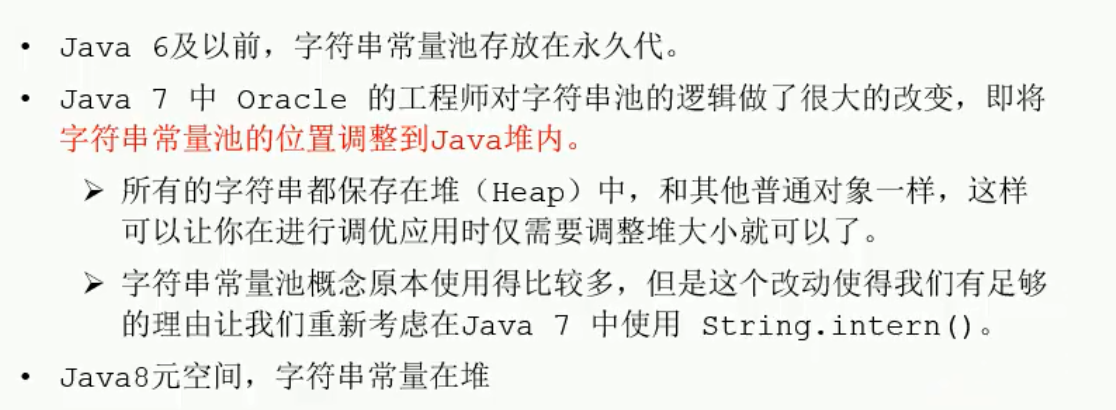 • Java 6及以前，字符串常量池存放在永久代。
• Java 7 中 Oracle 的工程师对字符串池的逻辑做了很大的改变，即将
字符串常量池的位置调整到Java堆内。
➢ 所有的字符串都保存在堆（Heap）中，和其他普通对象一样，这样
可以让你在进行调优应用时仅需要调整堆大小就可以了。
➢ 字符串常量池概念原本使用得比较多，但是这个改动使得我们有足够
的理由让我们重新考虑在Java 7 中使用 String.intern()。
• Java8元空间，字符串常量在堆